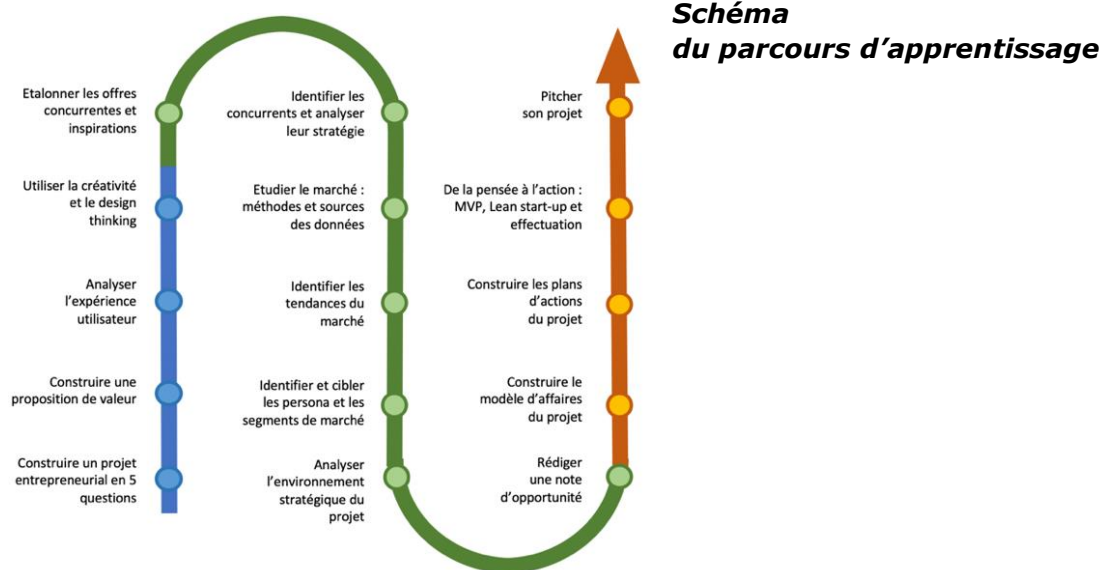 Schéma
du parcours d’apprentissage
Etalonner les offres
concurrentes et
inspirations
Utiliser la créativité
et le design
thinking
Analyser
l’expérience
utilisateur
Construire une
proposition de valeur
Construire un projet
entrepreneurial en 5
questions
Identifier les
concurrents et analyser
leur stratégie
Etudier le marché :
méthodes et sources
des données
Identifier les
tendances du
marché
Identifier et cibler
les persona et les
segments de marché
Analyser
l’environnement
stratégique du
projet
Pitcher
son projet
De la pensée à l’action :
MVP, Lean start-up et
effectuation
Construire les plans
d’actions
du projet
Construire le
modèle d’affaires
du projet
Rédiger
une note
d’opportunité